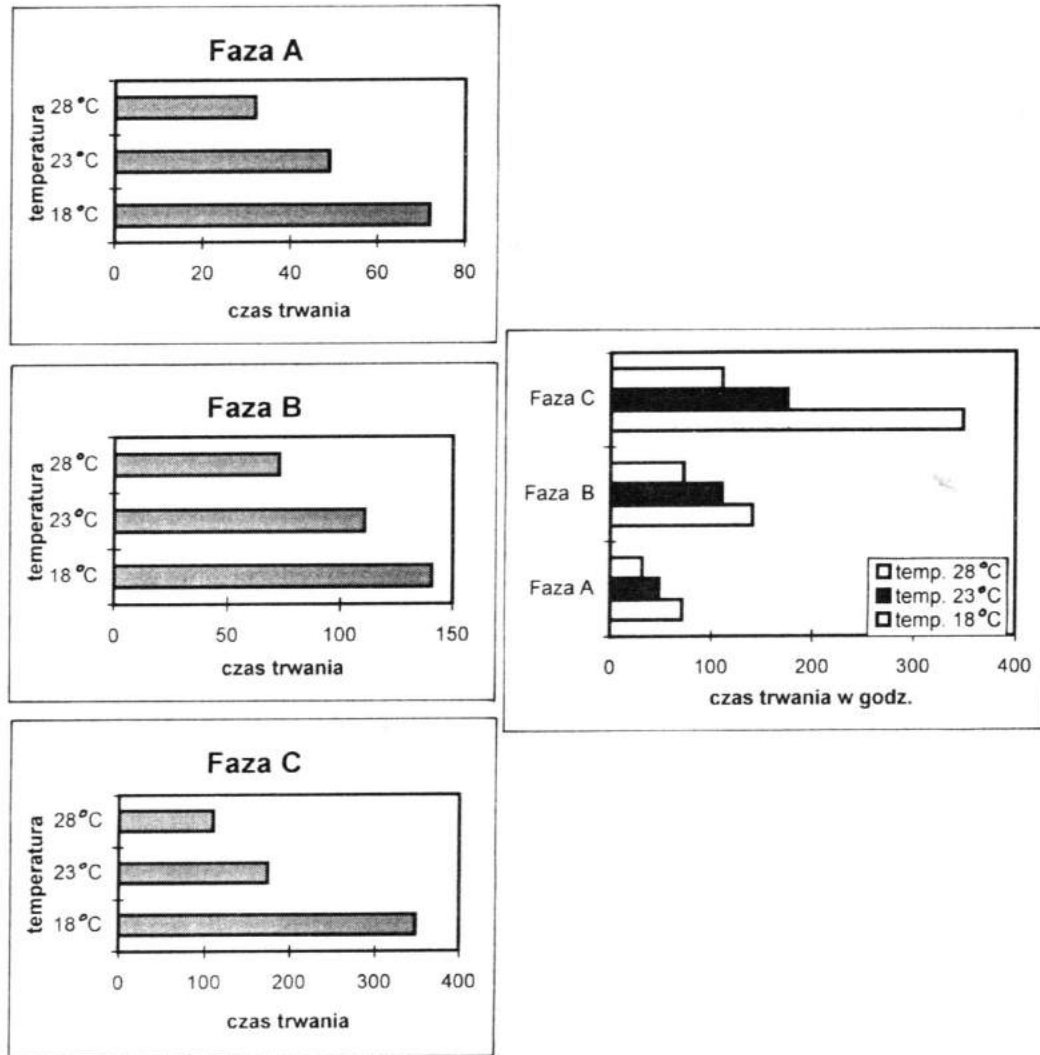 Faza A
temperatura
28°C
23°C
18°C
0 20 40 60 80
czas trwania
Faza B
temperatura
28°C
23°C
18°C
0 50 100 150
czas trwania
Faza C
temperatura
28°C
23°C
18°C
0 100 200 300 400
czas trwania
Faza C
Faza B
Faza A
temp. 28°C
temp. 23°C
temp. 18°C
0 100 200 300 400
czas trwania w godz.